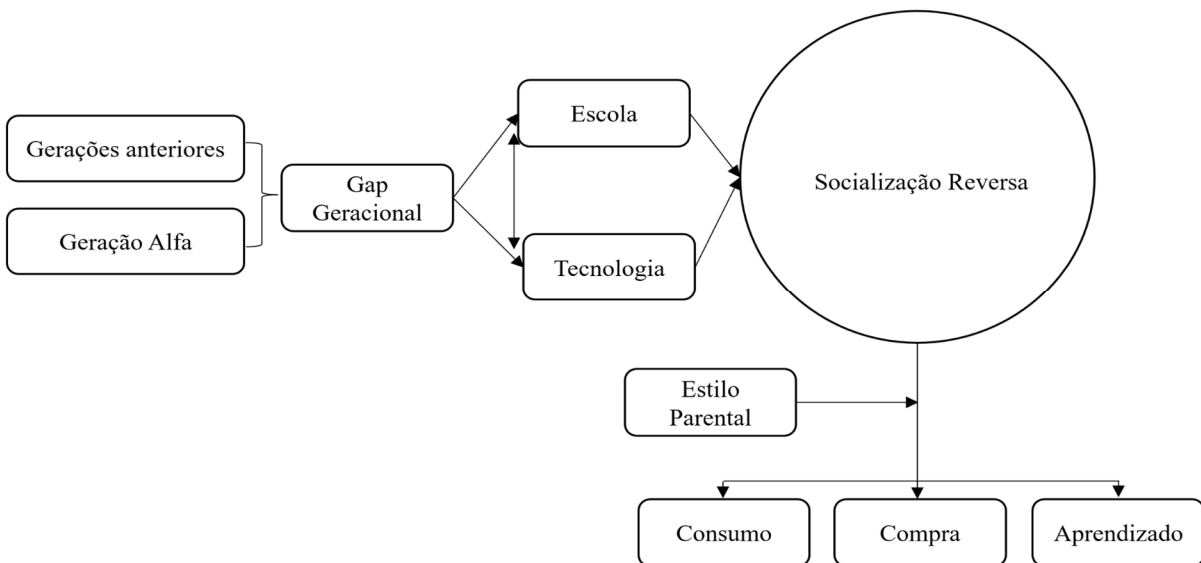 Gerações anteriores
Geração Alfa
Gap
Geracional
Escola
Tecnologia
Socialização Reversa
Estilo
Parental
Consumo
Compra
Aprendizado